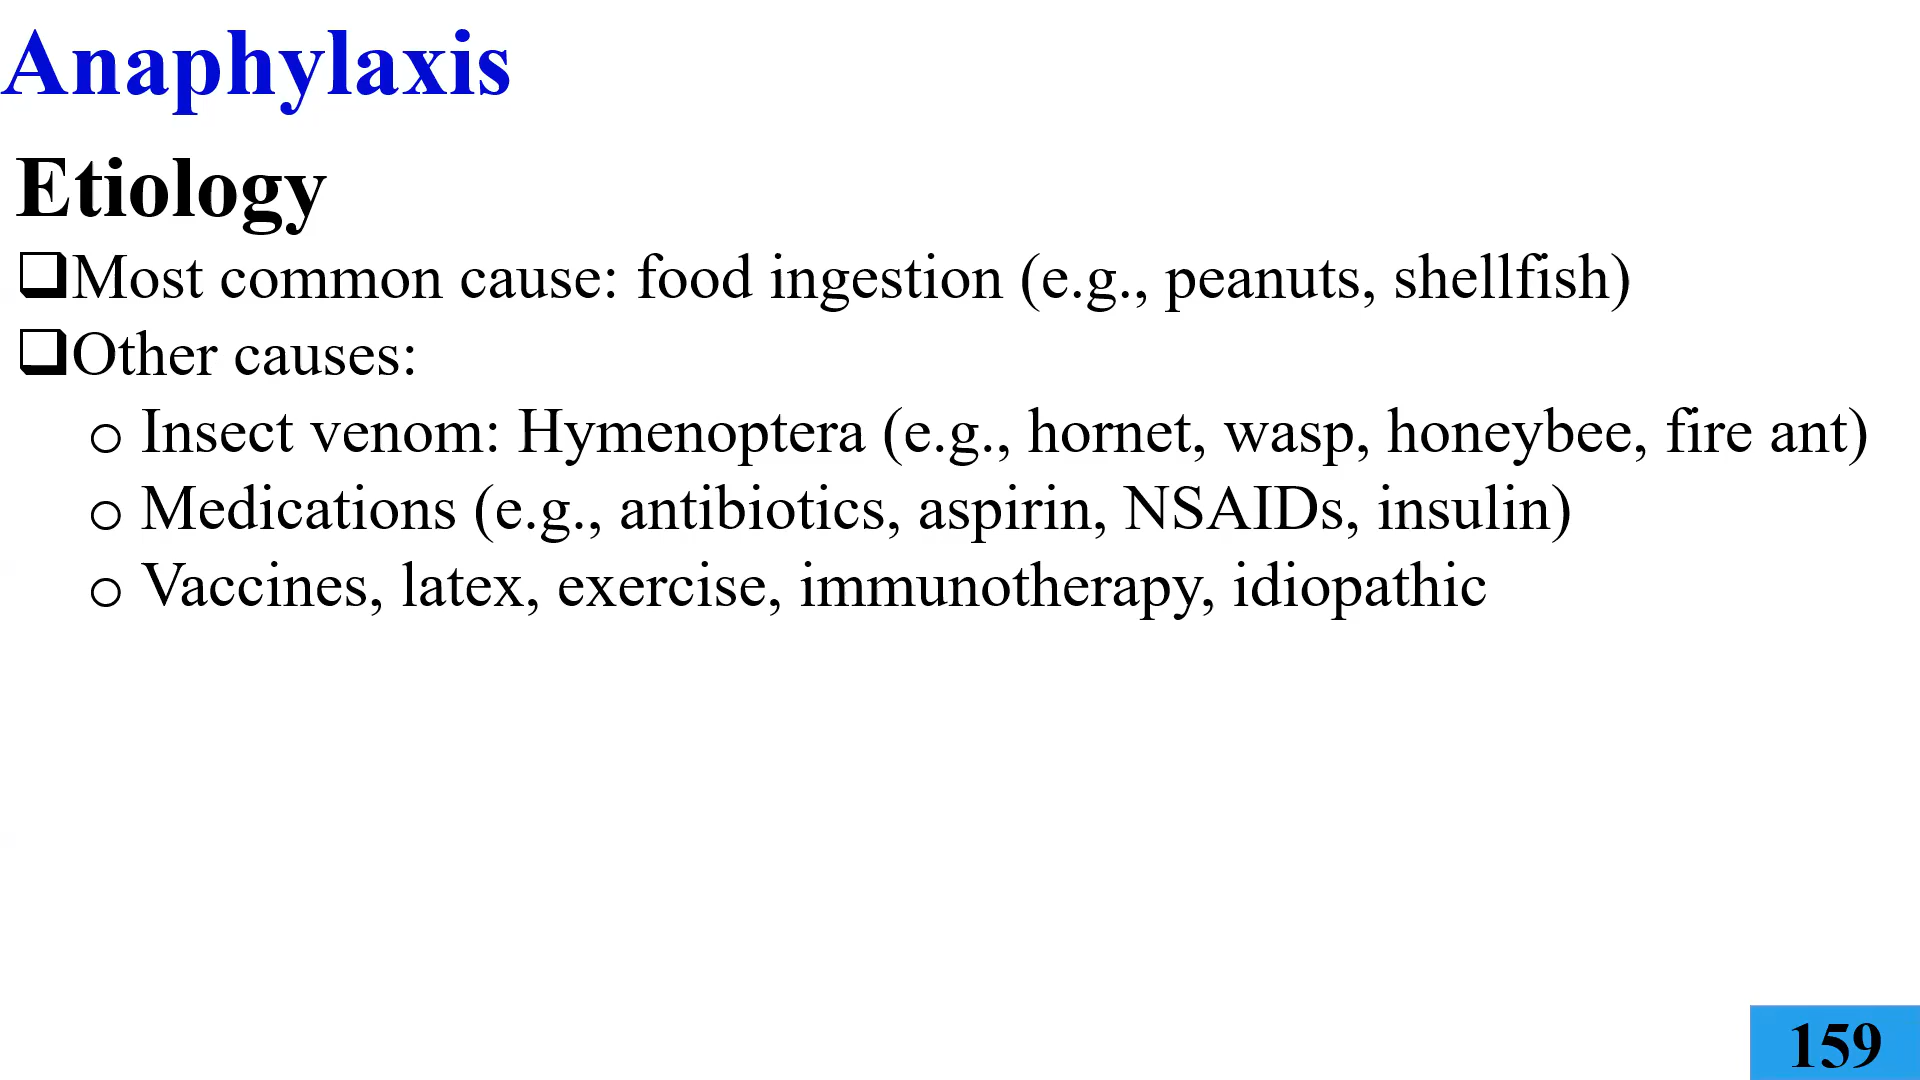 Anaphylaxis
Etiology
❑Most common cause: food ingestion (e.g., peanuts, shellfish)
❑Other causes:
o Insect venom: Hymenoptera (e.g., hornet, wasp, honeybee, fire ant)
o Medications (e.g., antibiotics, aspirin, NSAIDs, insulin)
o Vaccines, latex, exercise, immunotherapy, idiopathic
159